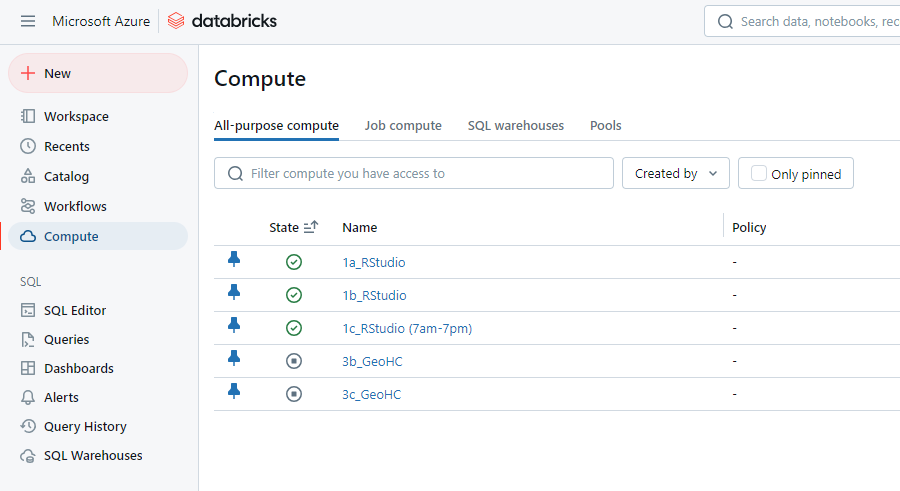 Microsoft Azure databricks Search data, notebooks, rec
New
Workspace
Recents
Catalog
Workflows
Compute
SQL
SQL Editor
Queries
Dashboards
Alerts
Query History
SQL Warehouses
Compute
All-purpose compute Job compute SQL warehouses Pools
Filter compute you have access to Created by Only pinned
State Name Policy
1a_RStudio -
1b_RStudio -
1c_RStudio (7am-7pm) -
3b_GeoHC -
3c_GeoHC -